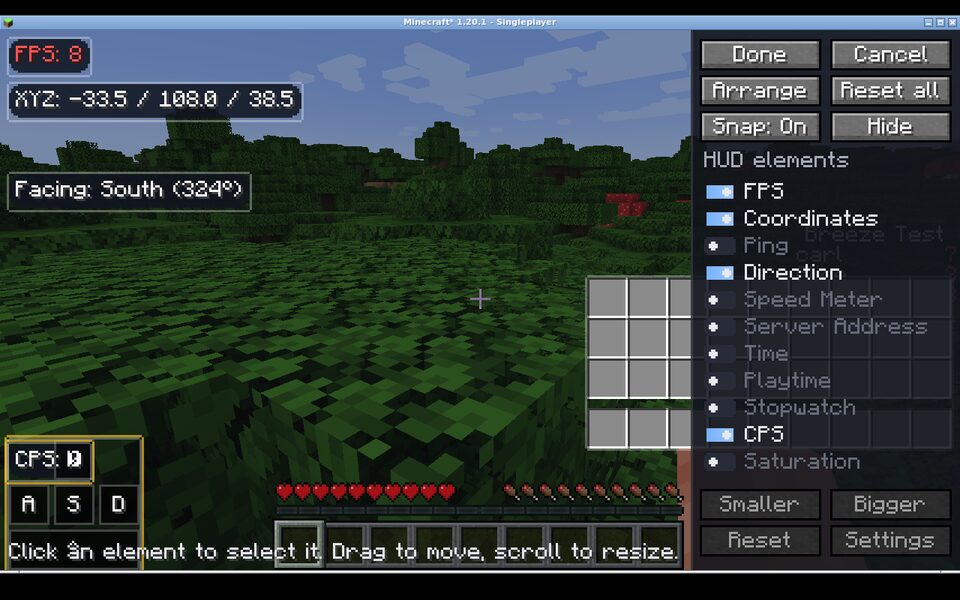 Minecraft* 1.20.1 - Singleplayer
FPS: 8
XYZ: -33.5 / 108.0 / 38.5
Facing: South (324°)
Done
Cancel
Arrange
Reset all
Snap: On
Hide
HUD elements
FPS
Coordinates
Ping
Breeze Test
carl
Direction
Speed Meter
Server Address
Time
Playtime
Stopwatch
CPS
Saturation
Smaller
Bigger
Reset
Settings
CPS:
A
S
D
Click an element to select it. Drag to move, scroll to resize.